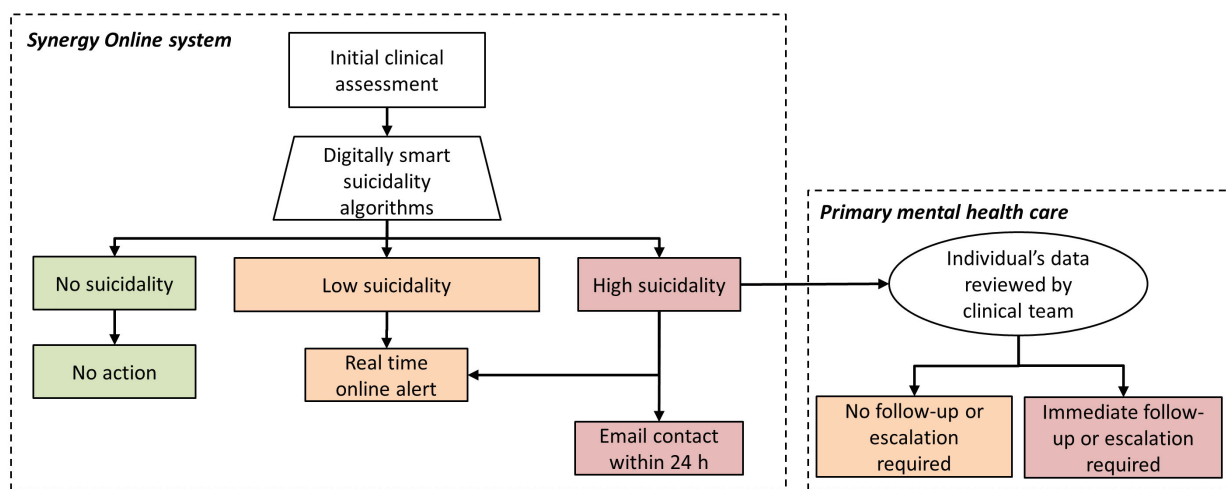 Synergy Online system
Initial clinical
assessment
Digitally smart
suicidality
algorithms
No suicidality
Low suicidality
High suicidality
No action
Real time
online alert
Email contact
within 24 h
Primary mental health care
Individual’s data
reviewed by
clinical team
No follow-up or
escalation
required
Immediate follow-
up or escalation
required